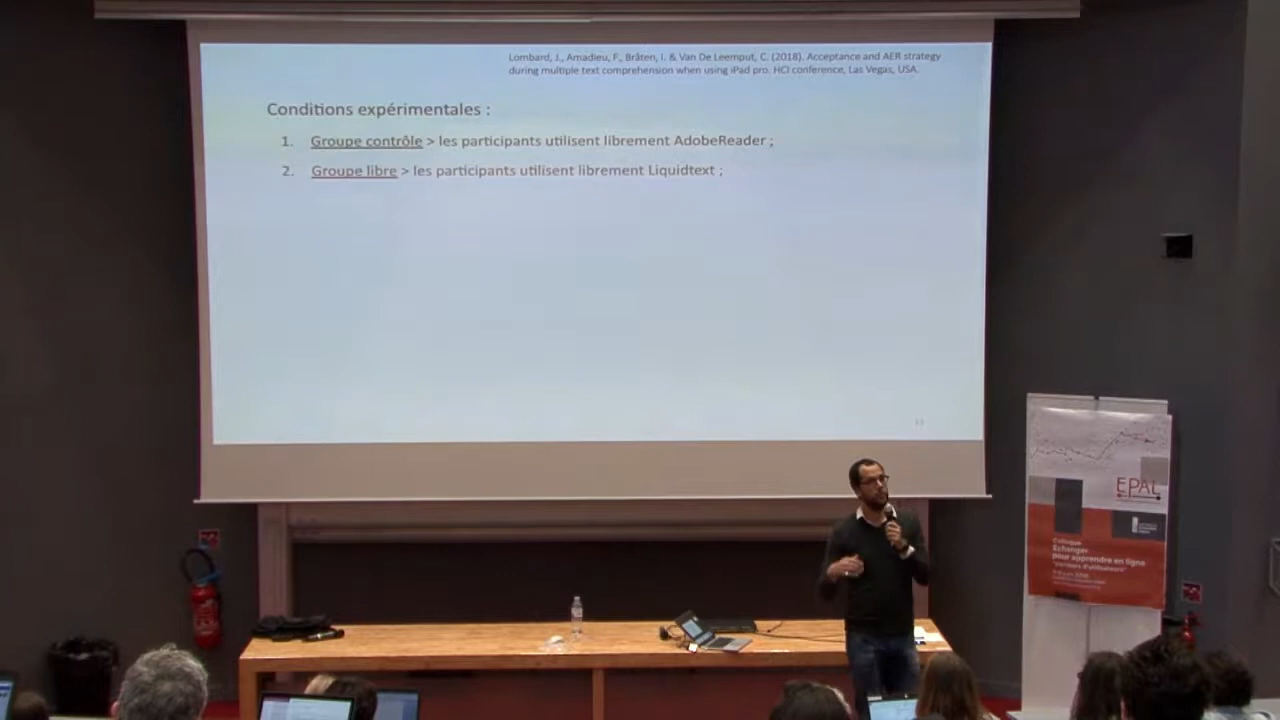 Lombard, J., Amadieu, F., Bråten, I. & Van De Leemput, C. (2018). Acceptance and AER strategy
during multiple text comprehension when using iPad pro. HCI conference, Las Vegas, USA.
Conditions expérimentales :
1. Groupe contrôle > les participants utilisent librement AdobeReader ;
2. Groupe libre > les participants utilisent librement Liquidtext ;
EPAL
Colloque
Echanger
pour apprendre en ligne